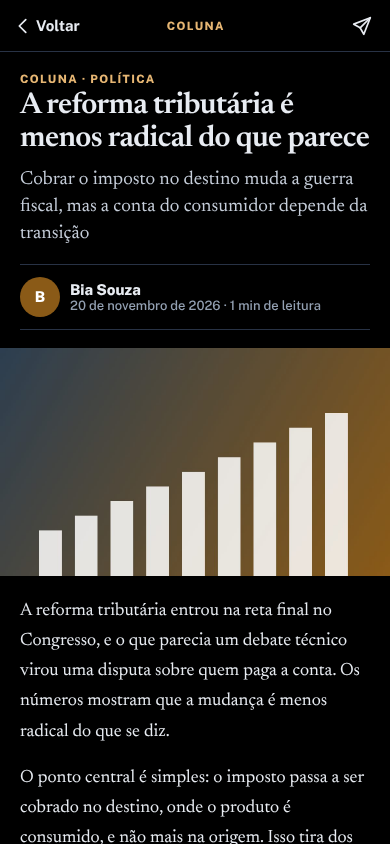 Voltar
COLUNA
COLUNA · POLÍTICA
A reforma tributária é
menos radical do que parece
Cobrar o imposto no destino muda a guerra
fiscal, mas a conta do consumidor depende da
transição
B
Bia Souza
20 de novembro de 2026 · 1 min de leitura
A reforma tributária entrou na reta final no
Congresso, e o que parecia um debate técnico
virou uma disputa sobre quem paga a conta. Os
números mostram que a mudança é menos
radical do que se diz.
O ponto central é simples: o imposto passa a ser
cobrado no destino, onde o produto é
consumido, e não mais na origem. Isso tira dos